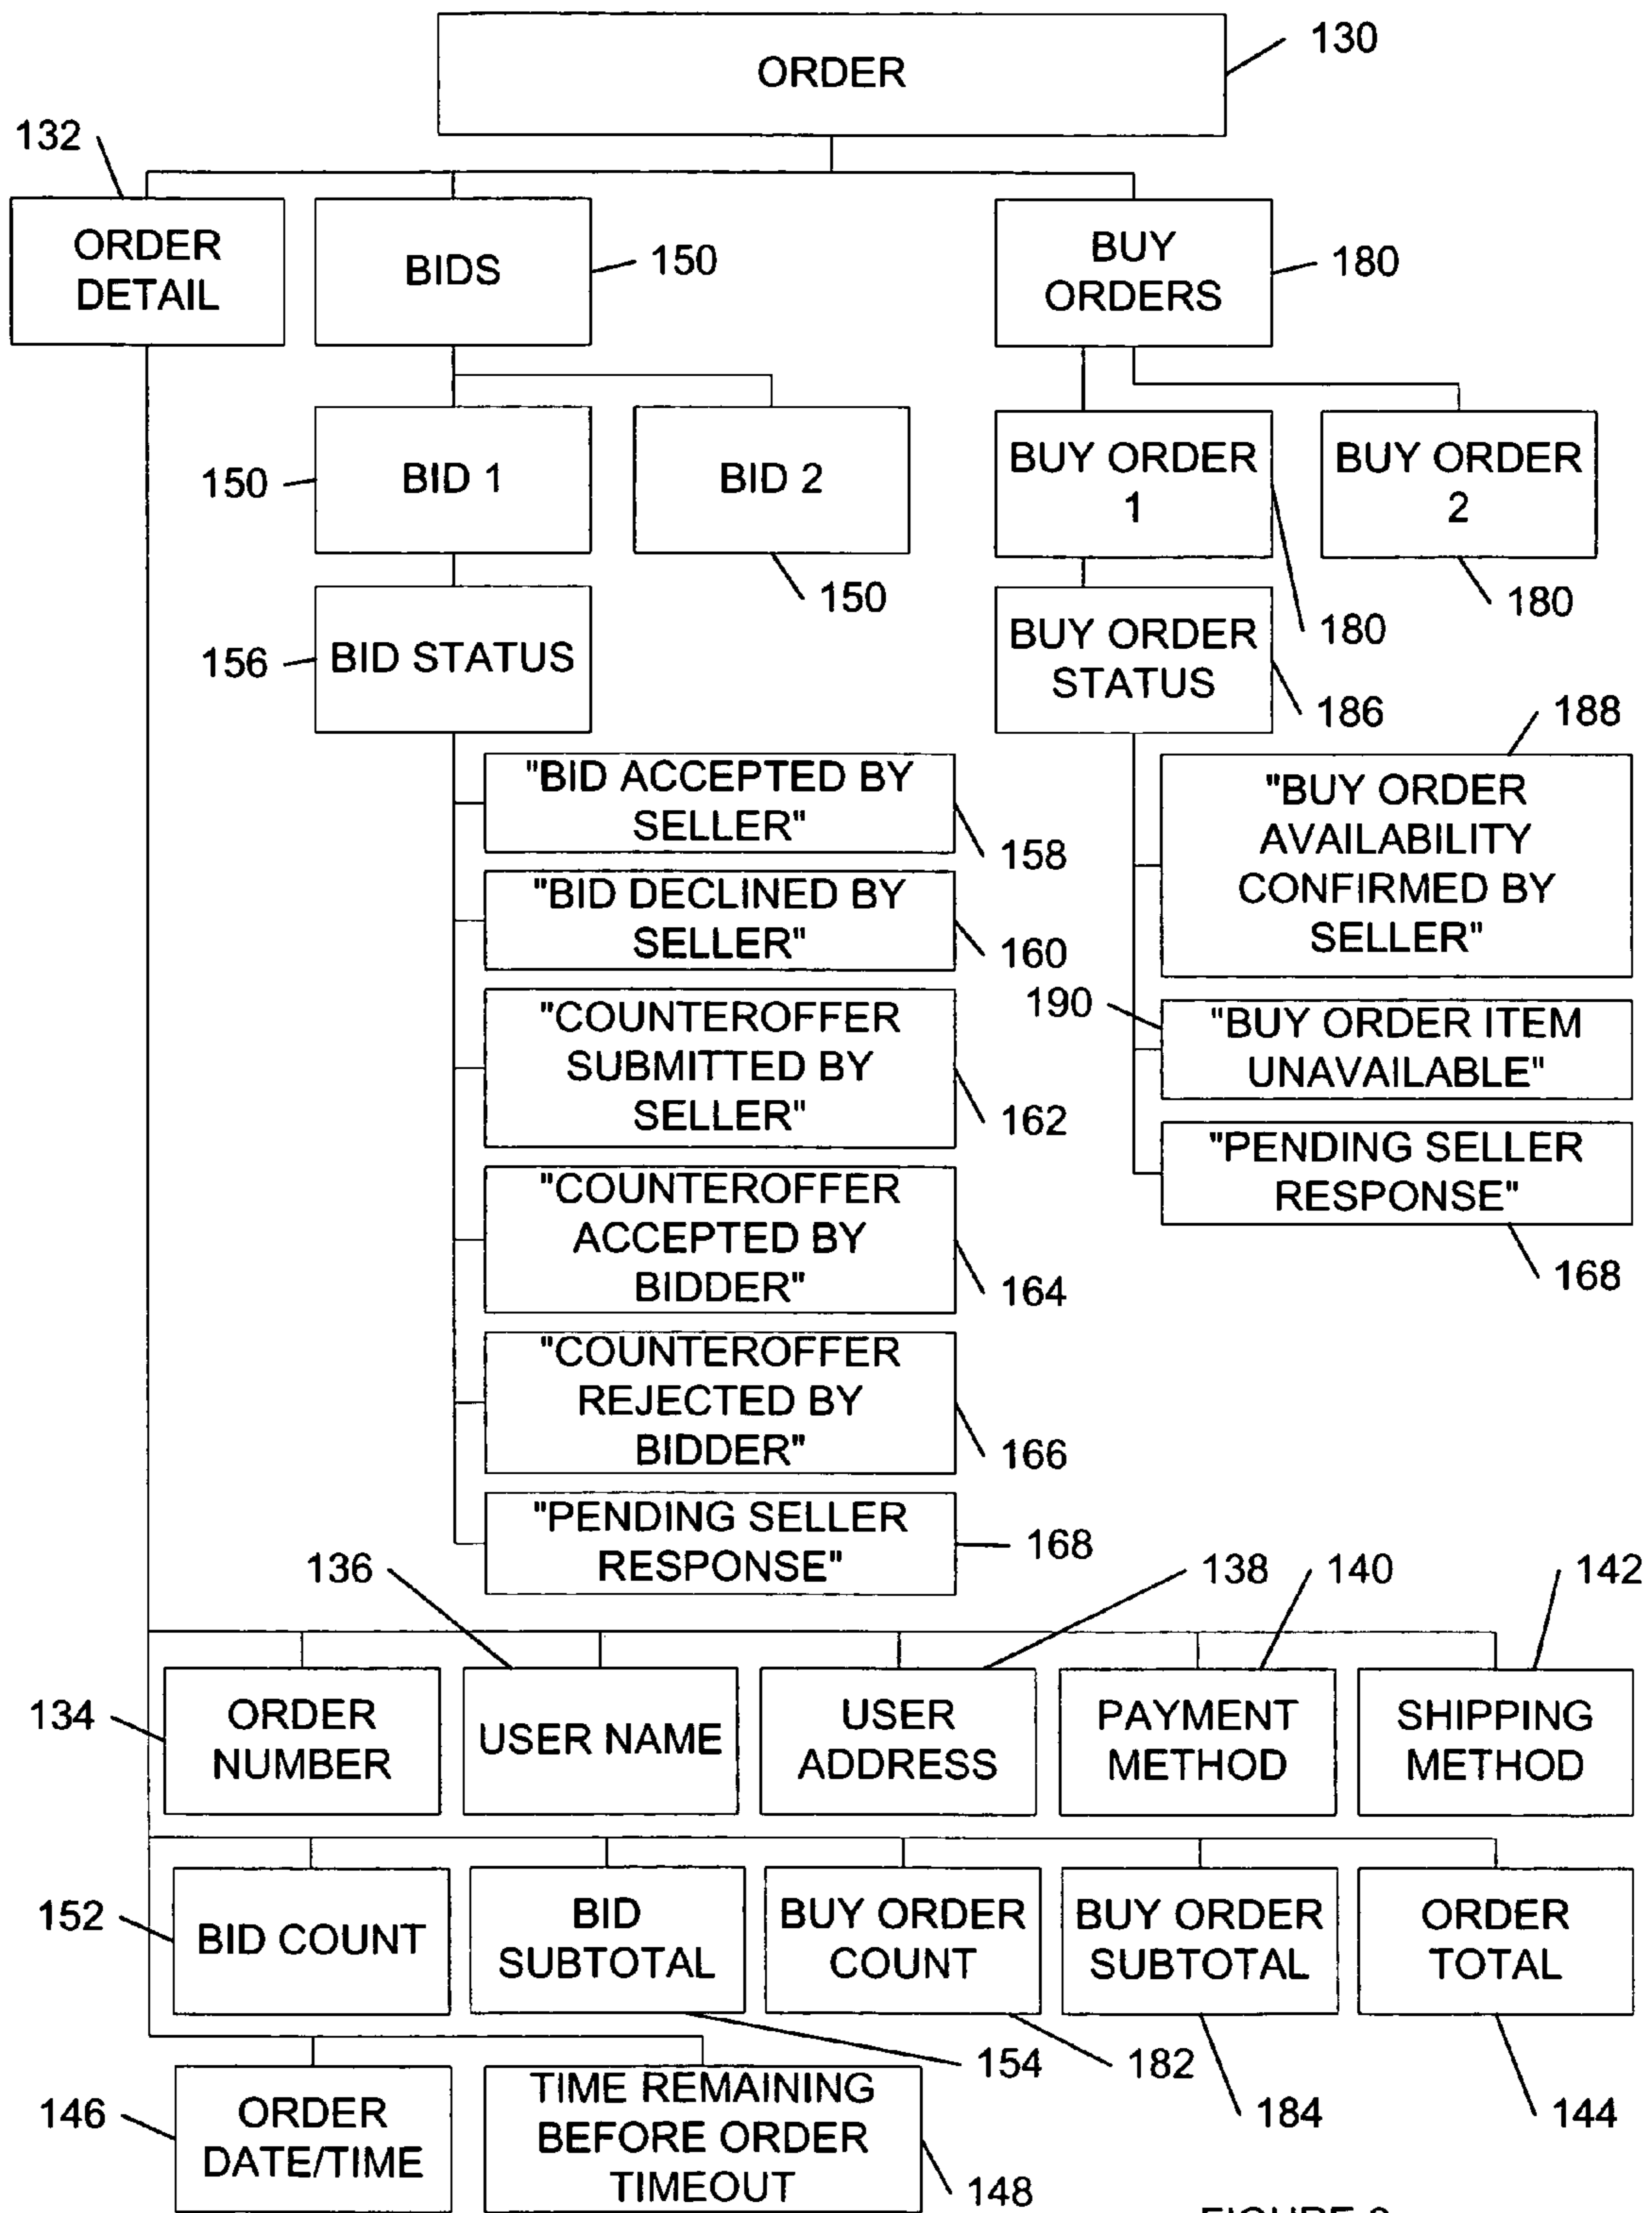 ORDER
130
132
ORDER
DETAIL
BIDS
150
BUY
ORDERS
180
150
BID 1
BID 2
150
BUY ORDER
1
BUY ORDER
2
180
180
156
BID STATUS
BUY ORDER
STATUS
186
188
"BID ACCEPTED BY
SELLER"
158
"BID DECLINED BY
SELLER"
160
"COUNTEROFFER
SUBMITTED BY
SELLER"
162
"COUNTEROFFER
ACCEPTED BY
BIDDER"
164
"COUNTEROFFER
REJECTED BY
BIDDER"
166
"PENDING SELLER
RESPONSE"
168
"BUY ORDER
AVAILABILITY
CONFIRMED BY
SELLER"
190
"BUY ORDER ITEM
UNAVAILABLE"
"PENDING SELLER
RESPONSE"
168
136
138
140
142
134
ORDER
NUMBER
USER NAME
USER
ADDRESS
PAYMENT
METHOD
SHIPPING
METHOD
152
BID COUNT
BID
SUBTOTAL
BUY ORDER
COUNT
BUY ORDER
SUBTOTAL
ORDER
TOTAL
154
182
184
144
146
ORDER
DATE/TIME
TIME REMAINING
BEFORE ORDER
TIMEOUT
148
FIGURE